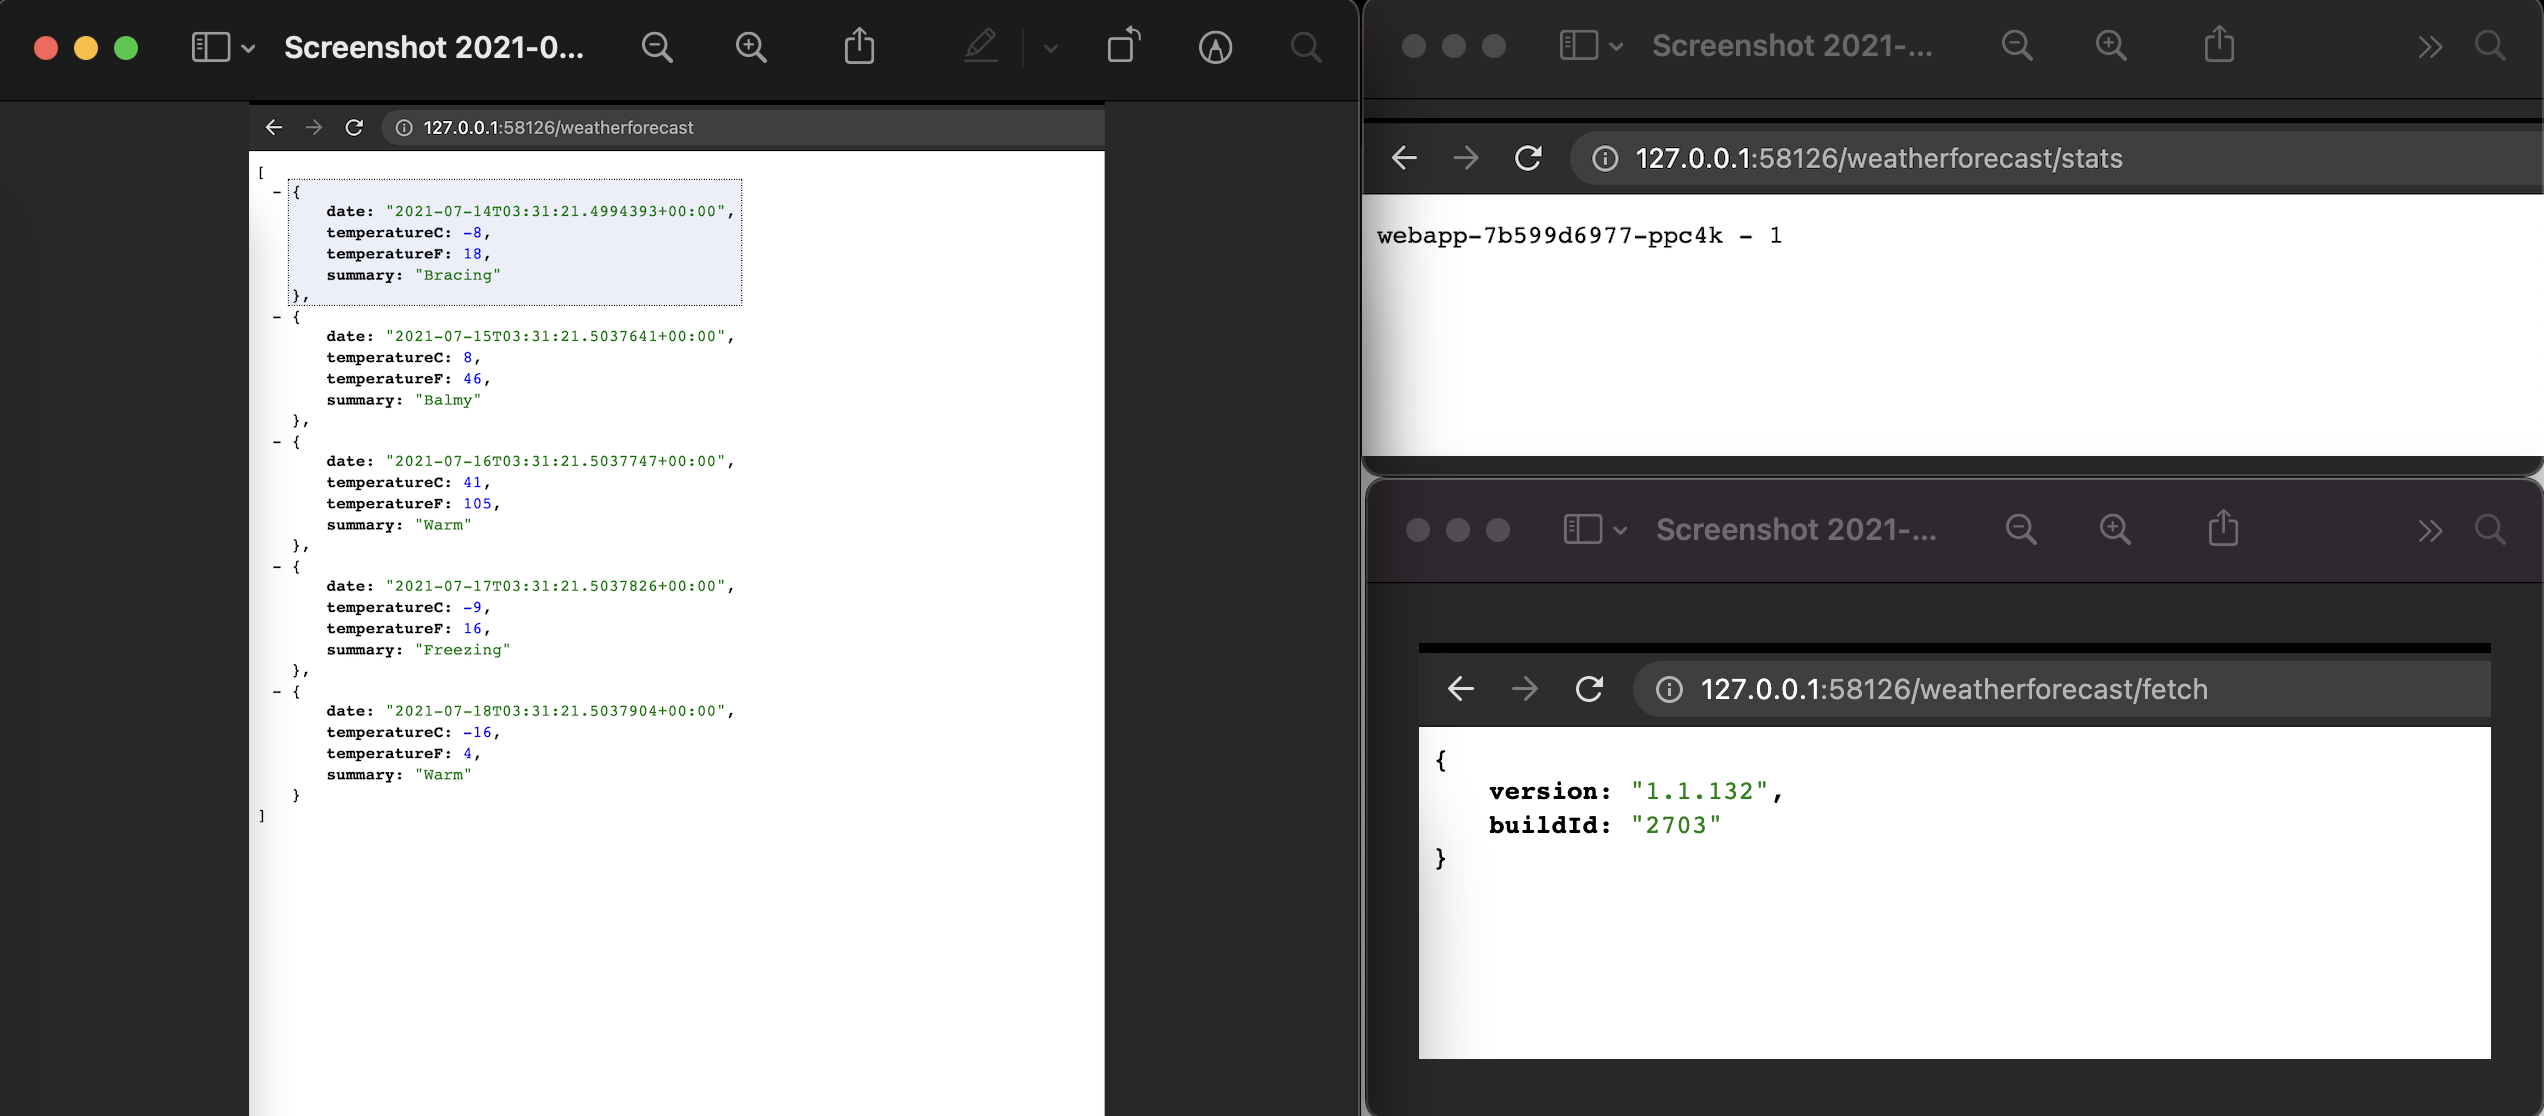 Screenshot 2021-0...
127.0.0.1:58126/weatherforecast
[
- {
date: "2021-07-14T03:31:21.4994393+00:00",
temperatureC: -8,
temperatureF: 18,
summary: "Bracing"
},
- {
date: "2021-07-15T03:31:21.5037641+00:00",
temperatureC: 8,
temperatureF: 46,
summary: "Balmy"
},
- {
date: "2021-07-16T03:31:21.5037747+00:00",
temperatureC: 41,
temperatureF: 105,
summary: "Warm"
},
- {
date: "2021-07-17T03:31:21.5037826+00:00",
temperatureC: -9,
temperatureF: 16,
summary: "Freezing"
},
- {
date: "2021-07-18T03:31:21.5037904+00:00",
temperatureC: -16,
temperatureF: 4,
summary: "Warm"
}
]
Screenshot 2021-...
127.0.0.1:58126/weatherforecast/stats
webapp-7b599d6977-ppc4k - 1
Screenshot 2021-...
127.0.0.1:58126/weatherforecast/fetch
{
version: "1.1.132",
buildId: "2703"
}